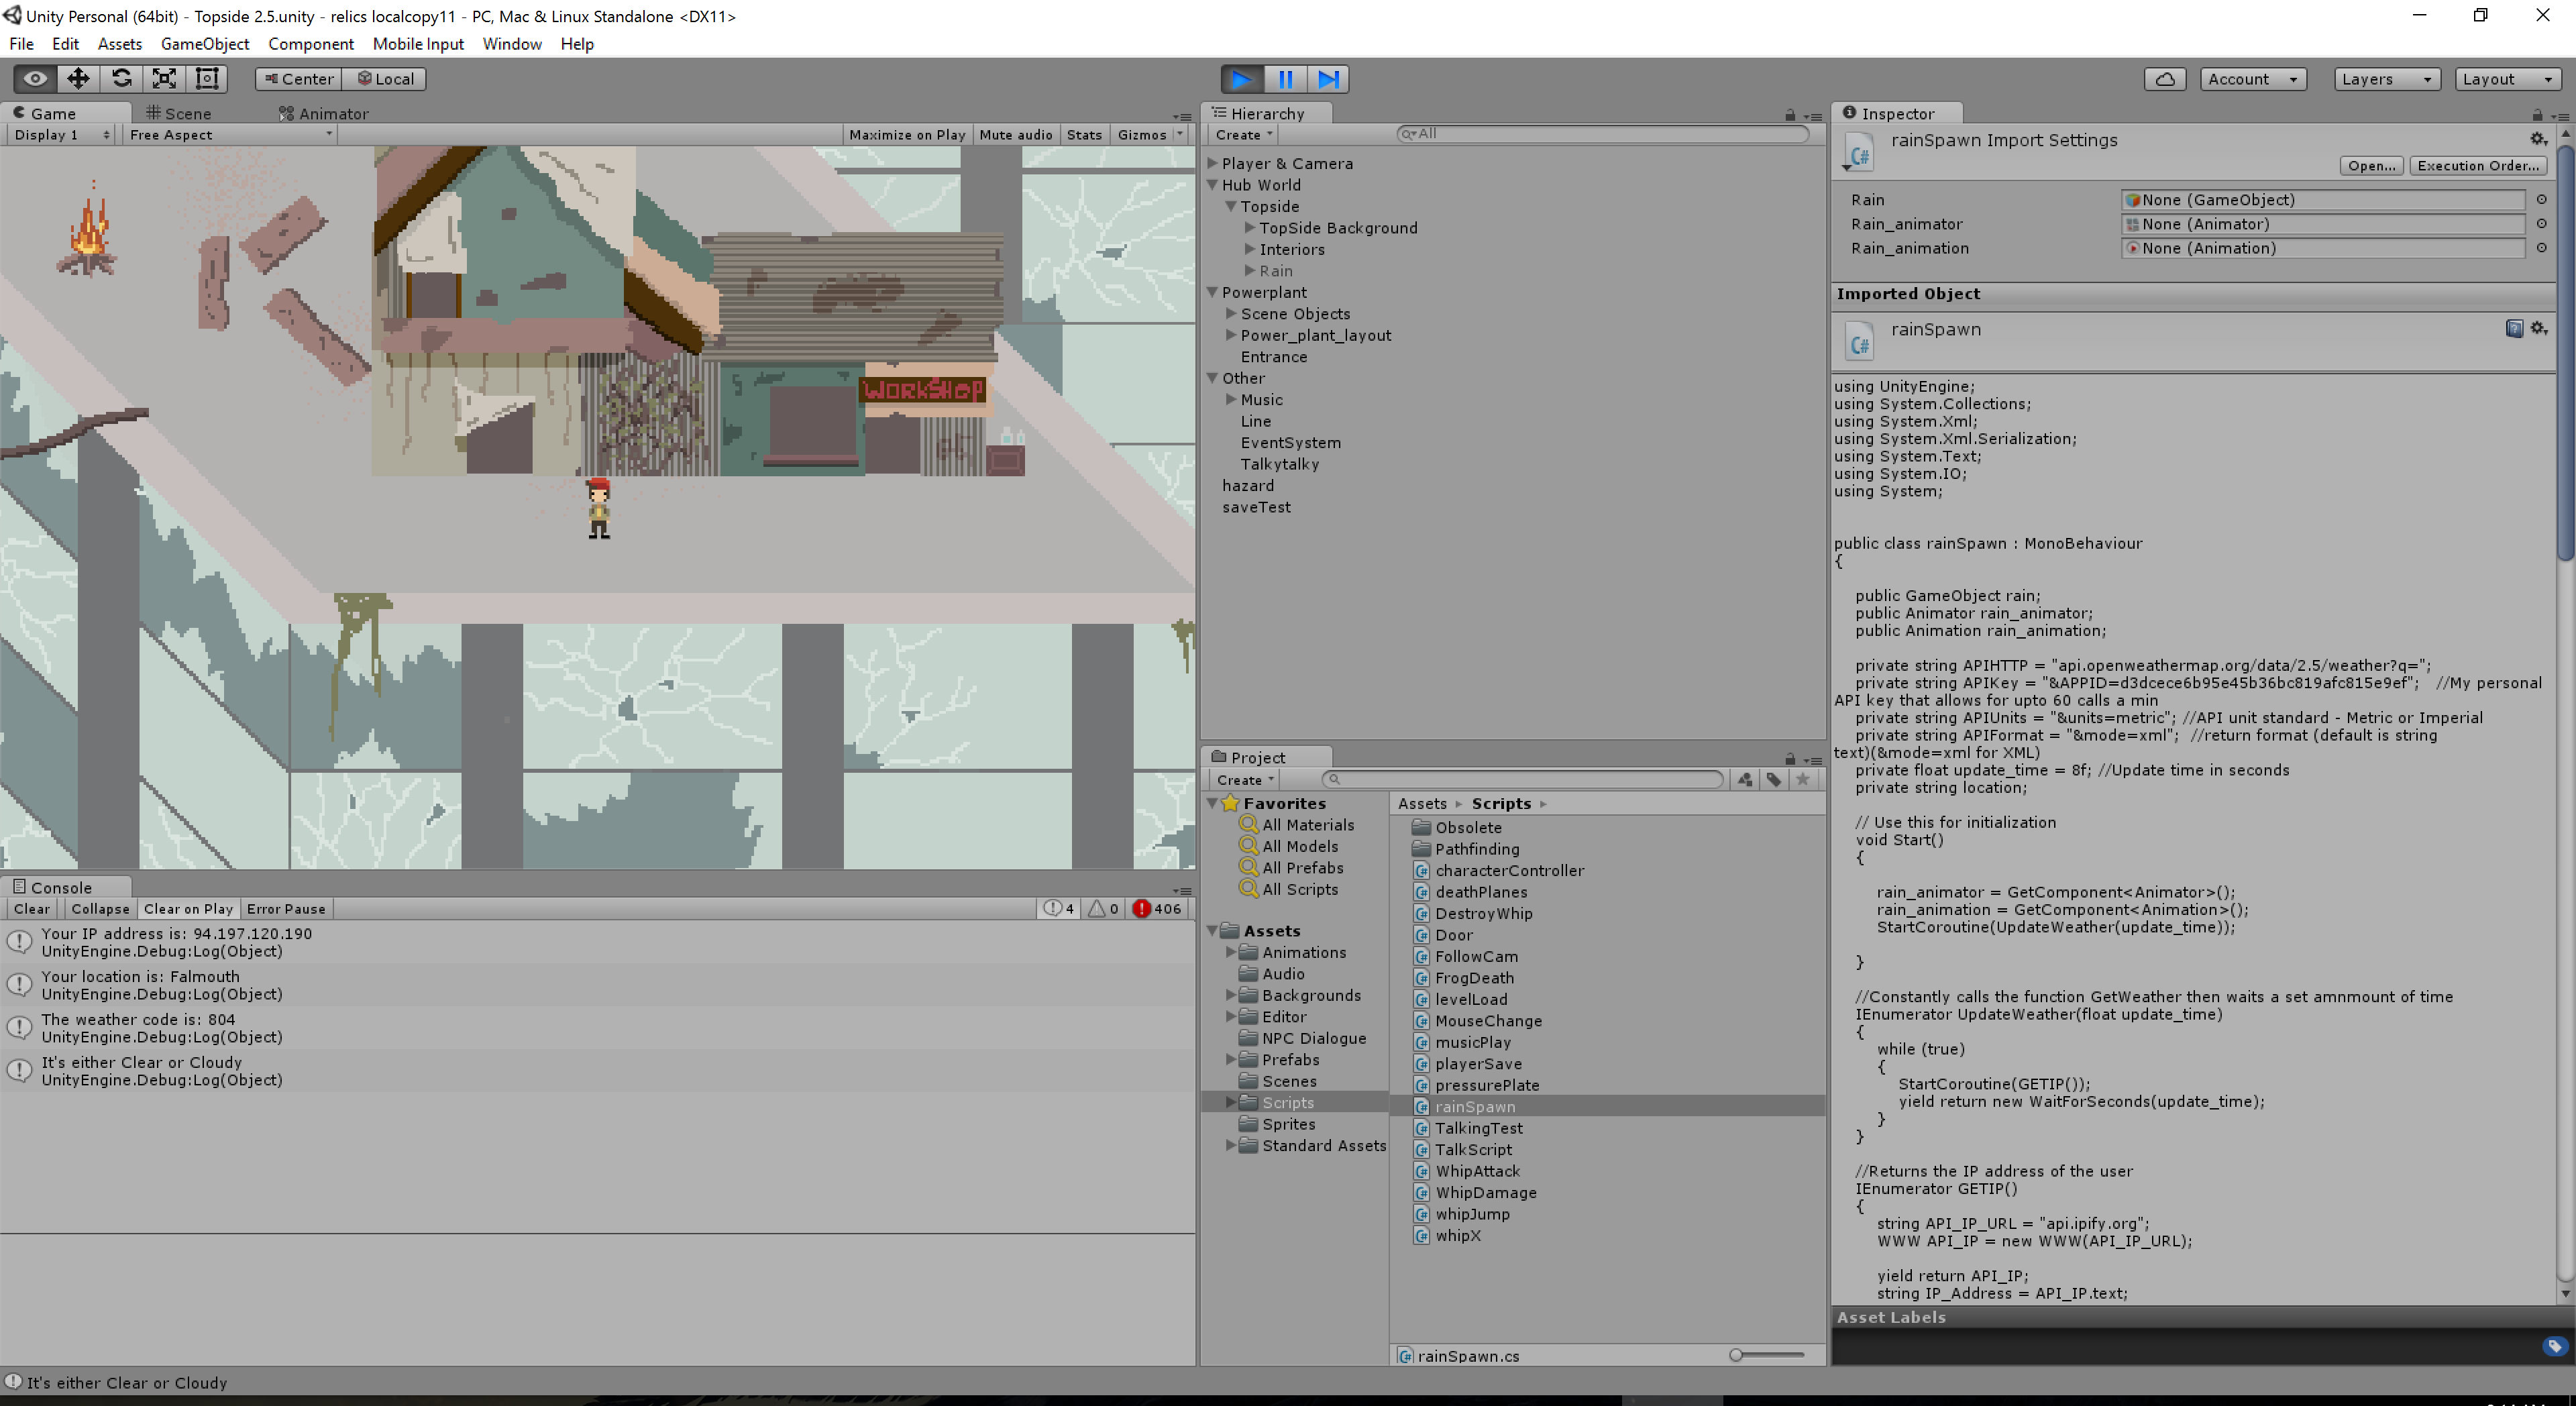 Unity Personal (64bit) - Topside 2.5.unity - relics localcopy11 - PC, Mac & Linux Standalone <DX11>
File Edit Assets GameObject Component Mobile Input Window Help
Center Local
Account Layers Layout
Game Scene Animator
Display 1 Free Aspect Maximize on Play Mute audio Stats Gizmos
WORKSHOP
Console
Clear Collapse Clear on Play Error Pause 4 0 406
Your IP address is: 94.197.120.190
UnityEngine.Debug:Log(Object)
Your location is: Falmouth
UnityEngine.Debug:Log(Object)
The weather code is: 804
UnityEngine.Debug:Log(Object)
It's either Clear or Cloudy
UnityEngine.Debug:Log(Object)
Hierarchy
Create All
Player & Camera
Hub World
Topside
TopSide Background
Interiors
Rain
Powerplant
Scene Objects
Power_plant_layout
Entrance
Other
Music
Line
EventSystem
Talkytalky
hazard
saveTest
Project
Create
Favorites
All Materials
All Models
All Prefabs
All Scripts
Assets
Animations
Audio
Backgrounds
Editor
NPC Dialogue
Prefabs
Scenes
Scripts
Sprites
Standard Assets
Assets Scripts
Obsolete
Pathfinding
characterController
deathPlanes
DestroyWhip
Door
FollowCam
FrogDeath
levelLoad
MouseChange
musicPlay
playerSave
pressurePlate
rainSpawn
TalkingTest
TalkScript
WhipAttack
WhipDamage
whipJump
whipX
rainSpawn.cs
Inspector
rainSpawn Import Settings
Open... Execution Order...
Rain None (GameObject)
Rain_animator None (Animator)
Rain_animation None (Animation)
Imported Object
rainSpawn
using UnityEngine;
using System.Collections;
using System.Xml;
using System.Xml.Serialization;
using System.Text;
using System.IO;
using System;
public class rainSpawn : MonoBehaviour
{
public GameObject rain;
public Animator rain_animator;
public Animation rain_animation;
private string APIHTTP = "api.openweathermap.org/data/2.5/weather?q=";
private string APIKey = "&APPID=d3dcece6b95e45b36bc819afc815e9ef"; //My personal
API key that allows for upto 60 calls a min
private string APIUnits = "&units=metric"; //API unit standard - Metric or Imperial
private string APIFormat = "&mode=xml"; //return format (default is string
text)(&mode=xml for XML)
private float update_time = 8f; //Update time in seconds
private string location;
// Use this for initialization
void Start()
{
rain_animator = GetComponent<Animator>();
rain_animation = GetComponent<Animation>();
StartCoroutine(UpdateWeather(update_time));
}
//Constantly calls the function GetWeather then waits a set amnmount of time
IEnumerator UpdateWeather(float update_time)
{
while (true)
{
StartCoroutine(GETIP());
yield return new WaitForSeconds(update_time);
}
}
//Returns the IP address of the user
IEnumerator GETIP()
{
string API_IP_URL = "api.ipify.org";
WWW API_IP = new WWW(API_IP_URL);
yield return API_IP;
string IP_Address = API_IP.text;
Asset Labels
It's either Clear or Cloudy